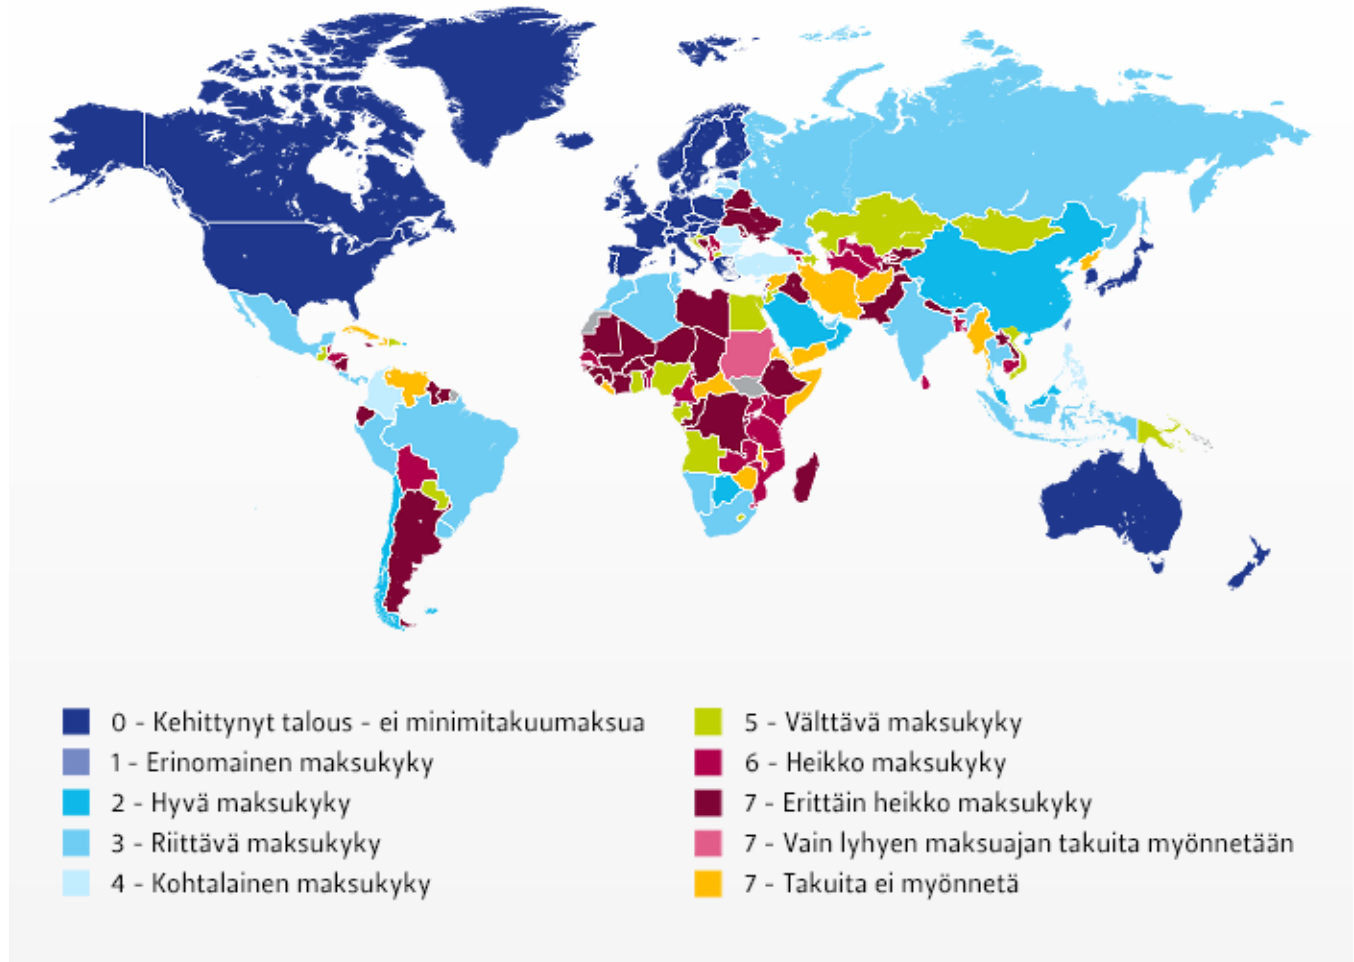 0 - Kehittynyt talous - ei minimitakuumaksua
1 - Erinomainen maksukyky
2 - Hyvä maksukyky
3 - Riittävä maksukyky
4 - Kohtalainen maksukyky
5 - Välttävä maksukyky
6 - Heikko maksukyky
7 - Erittäin heikko maksukyky
7 - Vain lyhyen maksuajan takuita myönnetään
7 - Takuita ei myönnetä